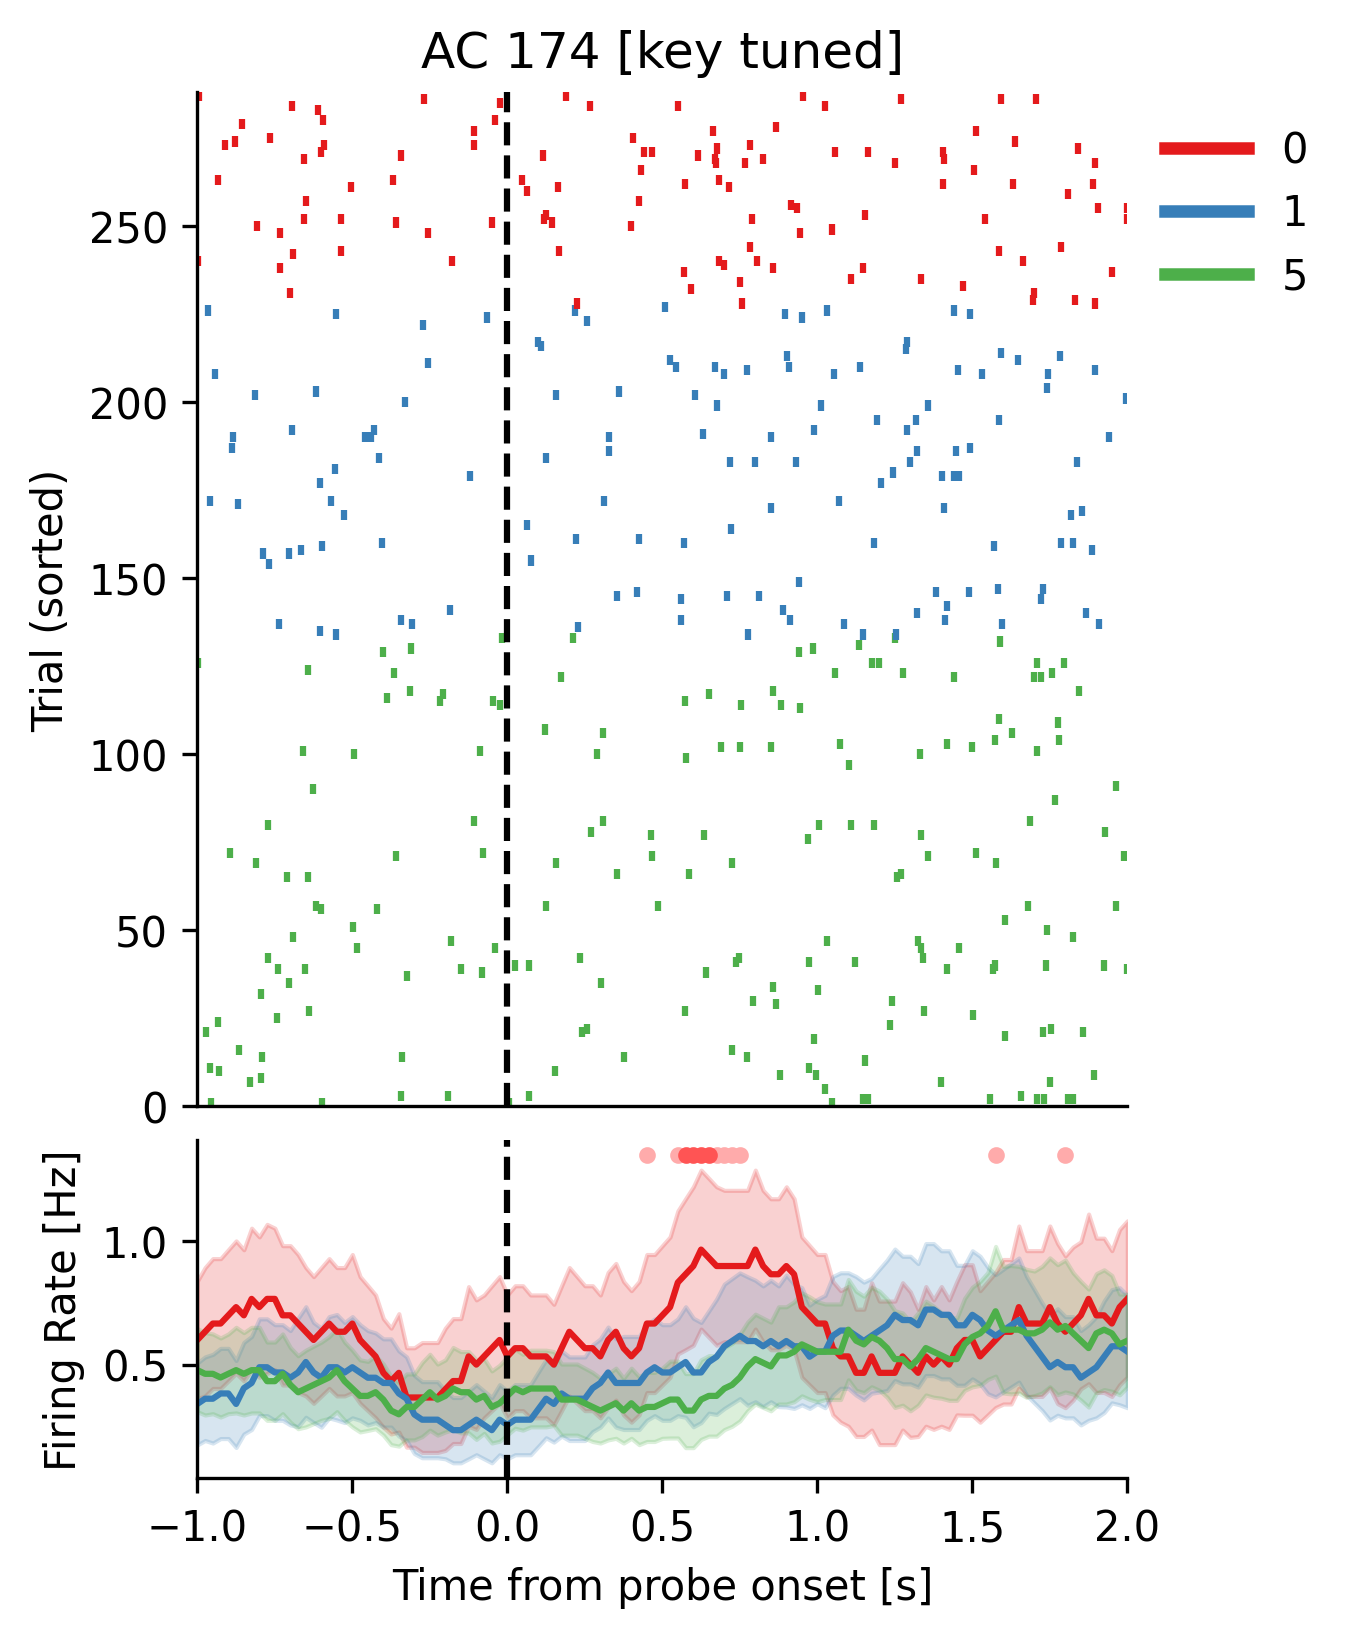 AC 174 [key tuned]
0
1
5
Trial (sorted)
250
200
150
100
50
0
Firing Rate [Hz]
1.0
0.5
−1.0 −0.5 0.0 0.5 1.0 1.5 2.0
Time from probe onset [s]